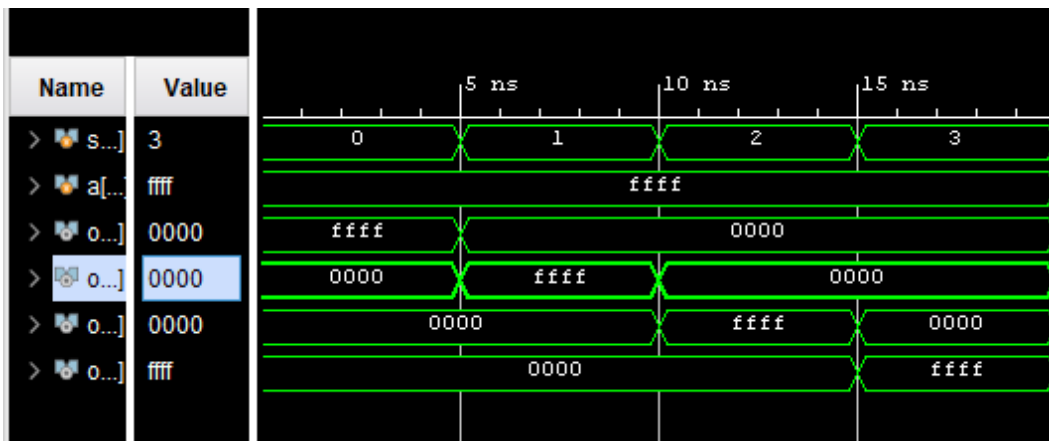 Name Value
5 ns 10 ns 15 ns
s...] 3 0 1 2 3
a[...] ffff ffff
o...] 0000 ffff 0000
o...] 0000 0000 ffff 0000
o...] 0000 0000 ffff 0000
o...] ffff 0000 ffff